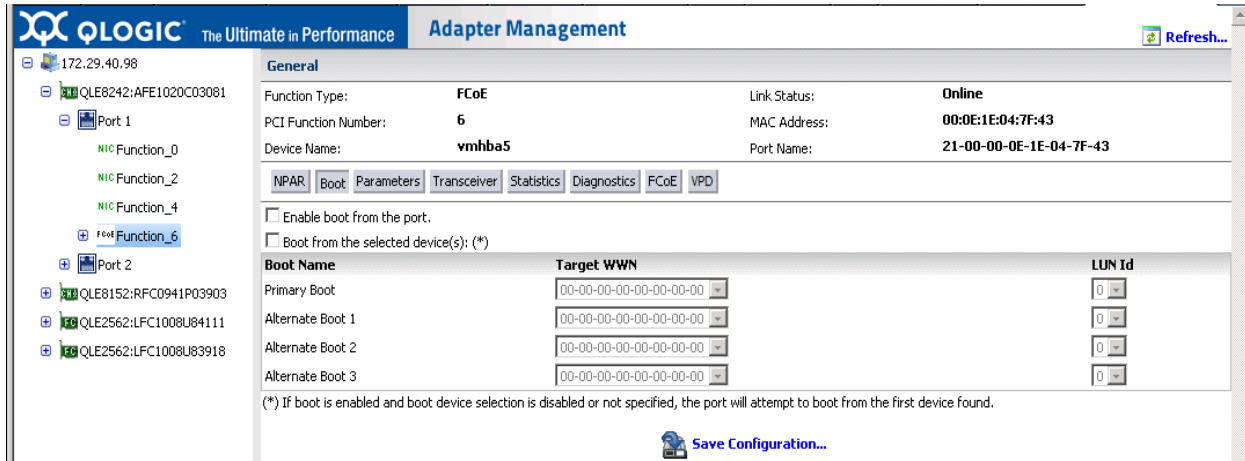 QLOGIC The Ultimate in Performance
Adapter Management
Refresh...
172.29.40.98
QLE8242:AFE1020C03081
Port 1
NIC Function_0
NIC Function_2
NIC Function_4
FCoE Function_6
Port 2
QLE8152:RFC0941P03903
QLE2562:LFC1008U84111
QLE2562:LFC1008U83918
General
Function Type: FCoE Link Status: Online
PCI Function Number: 6 MAC Address: 00:0E:1E:04:7F:43
Device Name: vmhba5 Port Name: 21-00-00-0E-1E-04-7F-43
NPAR Boot Parameters Transceiver Statistics Diagnostics FCoE VPD
Enable boot from the port.
Boot from the selected device(s): (*)
Boot Name Target WWN LUN Id
Primary Boot 00-00-00-00-00-00-00-00 0
Alternate Boot 1 00-00-00-00-00-00-00-00 0
Alternate Boot 2 00-00-00-00-00-00-00-00 0
Alternate Boot 3 00-00-00-00-00-00-00-00 0
(*) If boot is enabled and boot device selection is disabled or not specified, the port will attempt to boot from the first device found.
Save Configuration...